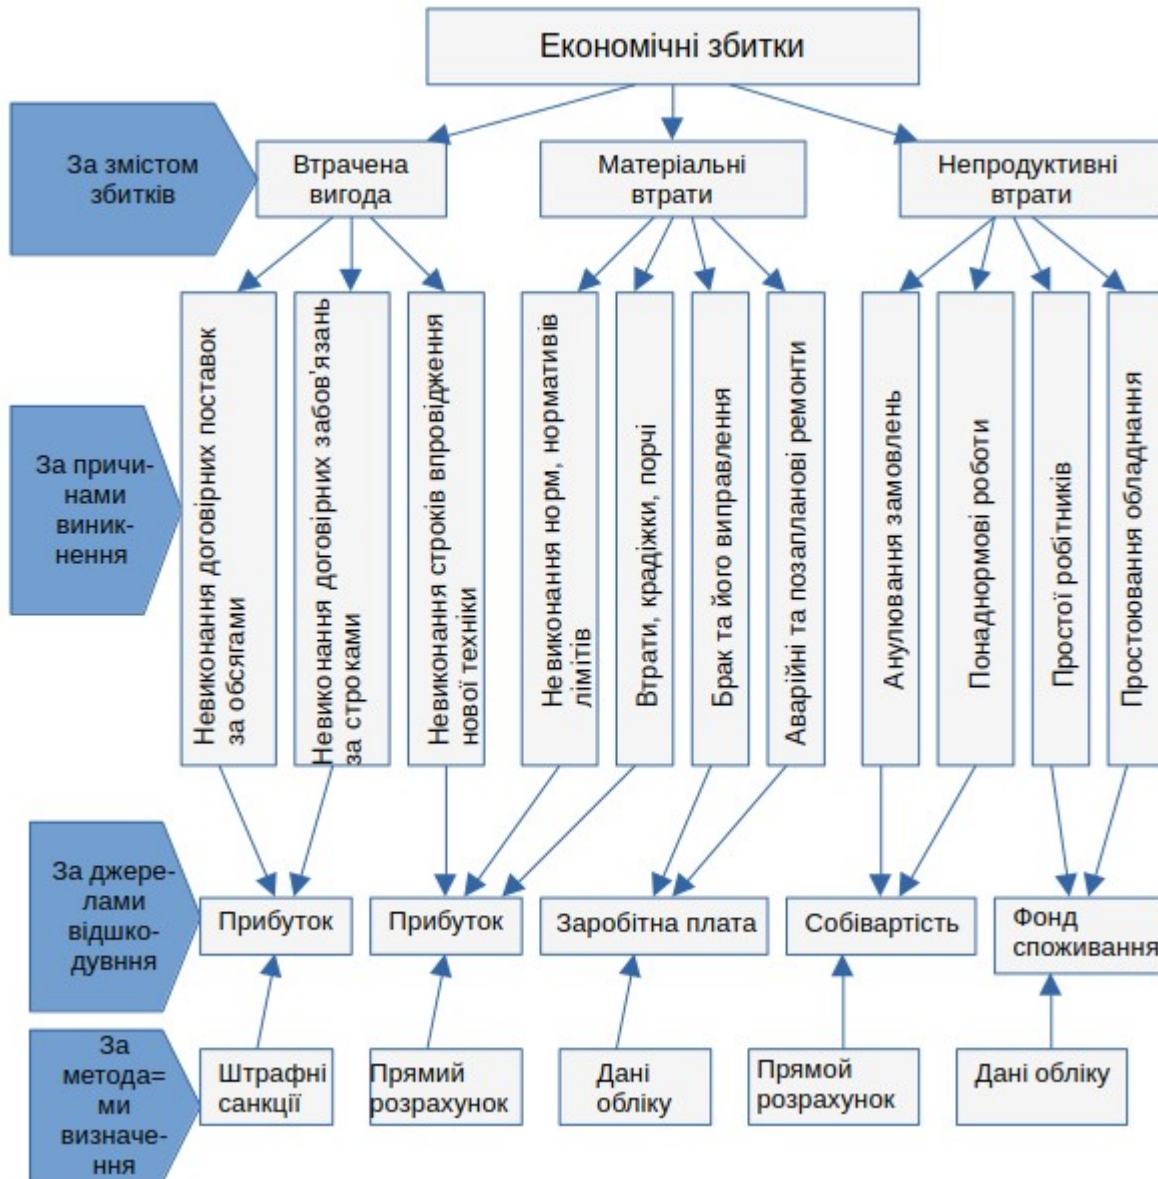 Економічні збитки
За змістом
збитків
Втрачена
вигода
Матеріальні
втрати
Непродуктивні
втрати
За причи-
нами
виник-
нення
Невиконання договірних поставок
за обсягами
Невиконання договірних забов'язань
за строками
Невиконання строків впровідження
нової техніки
Невиконання норм, нормативів
лімітів
Втрати, крадіжки, порчі
Брак та його виправлення
Аварійні та позапланові ремонти
Анулювання замовлень
Понаднормові роботи
Простої робітників
Простоювання обладнання
За джере-
лами
відшко-
дувння
Прибуток
Прибуток
Заробітна плата
Собівартість
Фонд
споживання
За
метода=
ми
визначе-
ння
Штрафні
санкції
Прямий
розрахунок
Дані
обліку
Прямой
розрахунок
Дані обліку